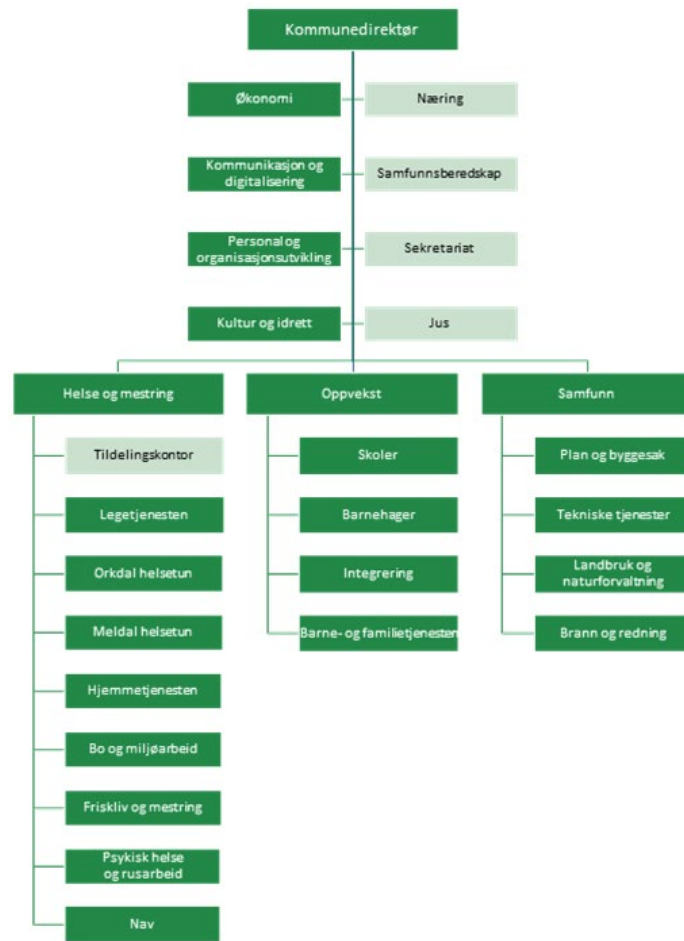 Kommunedirektør
Økonomi
Næring
Kommunikasjon og
digitalisering
Samfunnsberedskap
Personal og
organisasjonsutvikling
Sekretariat
Kultur og idrett
Jus
Helse og mestring
Oppvekst
Samfunn
Tildelingskontor
Legetjenesten
Orkdal helsetun
Meldal helsetun
Hjemmetjenesten
Bo og miljøarbeid
Friskliv og mestring
Psykisk helse
og rusarbeid
Nav
Skoler
Barnehager
Integrering
Barne- og familietjenesten
Plan og byggesak
Tekniske tjenester
Landbruk og
naturforvaltning
Brann og redning